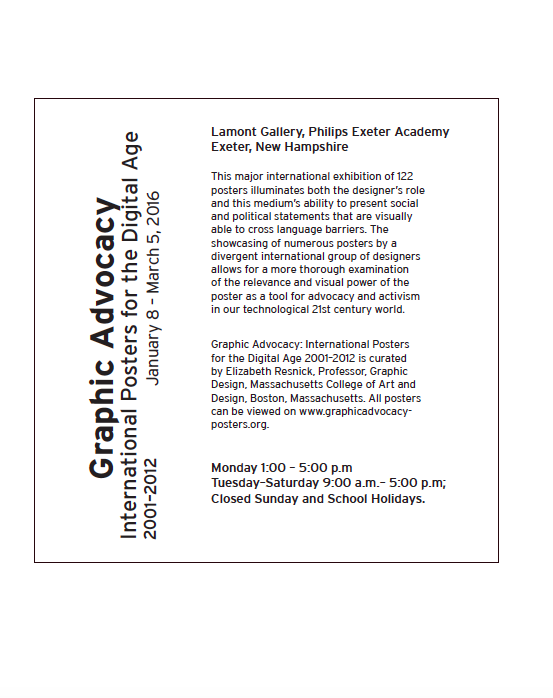 Graphic Advocacy
International Posters for the Digital Age
2001-2012
January 8 - March 5, 2016
Lamont Gallery, Philips Exeter Academy
Exeter, New Hampshire
This major international exhibition of 122
posters illuminates both the designer's role
and this medium's ability to present social
and political statements that are visually
able to cross language barriers. The
showcasing of numerous posters by a
divergent international group of designers
allows for a more thorough examination
of the relevance and visual power of the
poster as a tool for advocacy and activism
in our technological 21st century world.
Graphic Advocacy: International Posters
for the Digital Age 2001-2012 is curated
by Elizabeth Resnick, Professor, Graphic
Design, Massachusetts College of Art and
Design, Boston, Massachusetts. All posters
can be viewed on www.graphicadvocacy-
posters.org.
Monday 1:00 - 5:00 p.m
Tuesday-Saturday 9:00 a.m.- 5:00 p.m;
Closed Sunday and School Holidays.